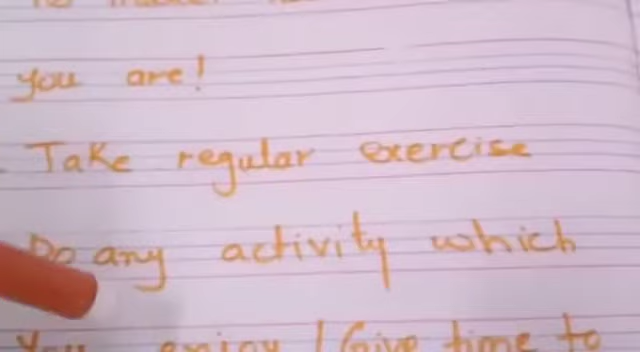 you are!
Take regular exercise
Do any activity which
You enjoy / Give time to